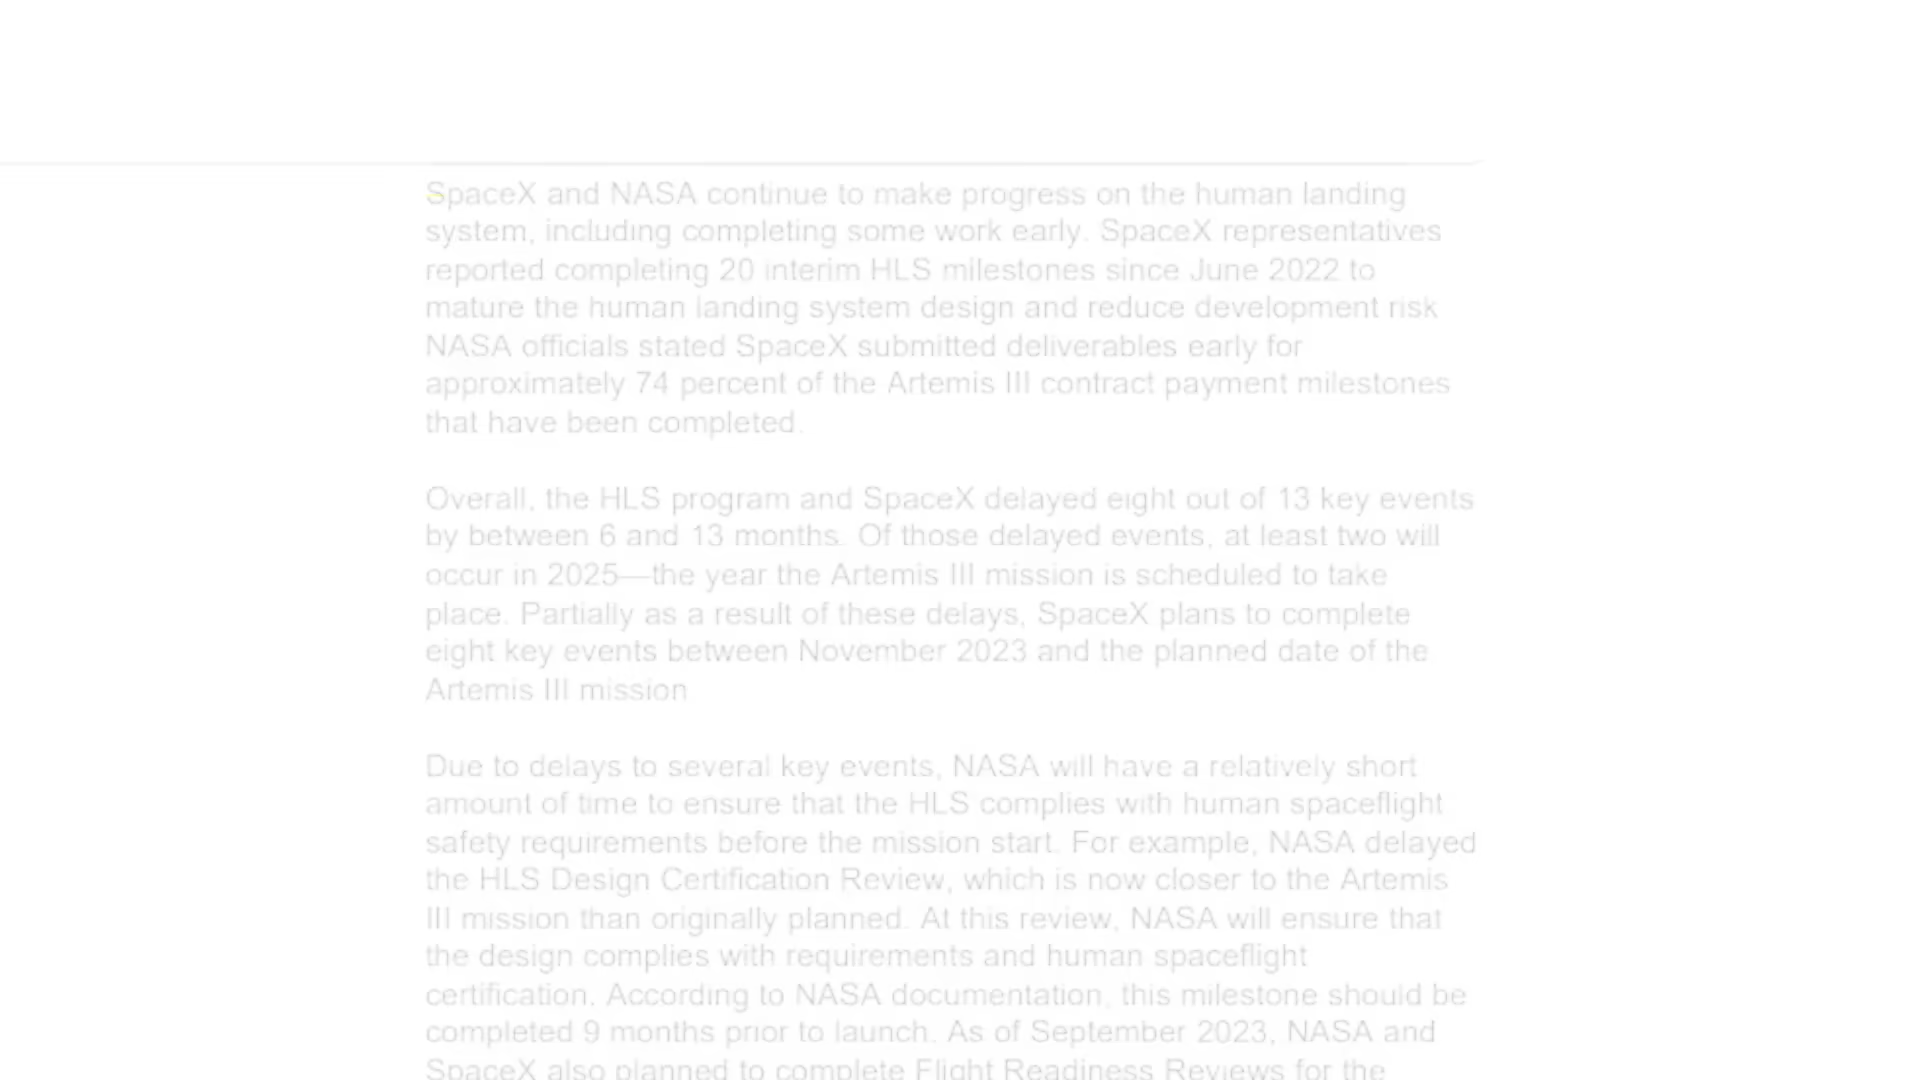 SpaceX and NASA continue to make progress on the human landing
system, including completing some work early. SpaceX representatives
reported completing 20 interim HLS milestones since June 2022 to
mature the human landing system design and reduce development risk
NASA officials stated SpaceX submitted deliverables early for
approximately 74 percent of the Artemis III contract payment milestones
that have been completed.
Overall, the HLS program and SpaceX delayed eight out of 13 key events
by between 6 and 13 months. Of those delayed events, at least two will
occur in 2025—the year the Artemis III mission is scheduled to take
place. Partially as a result of these delays, SpaceX plans to complete
eight key events between November 2023 and the planned date of the
Artemis III mission
Due to delays to several key events, NASA will have a relatively short
amount of time to ensure that the HLS complies with human spaceflight
safety requirements before the mission start. For example, NASA delayed
the HLS Design Certification Review, which is now closer to the Artemis
III mission than originally planned. At this review, NASA will ensure that
the design complies with requirements and human spaceflight
certification. According to NASA documentation, this milestone should be
completed 9 months prior to launch. As of September 2023, NASA and
SpaceX also planned to complete Flight Readiness Reviews for the